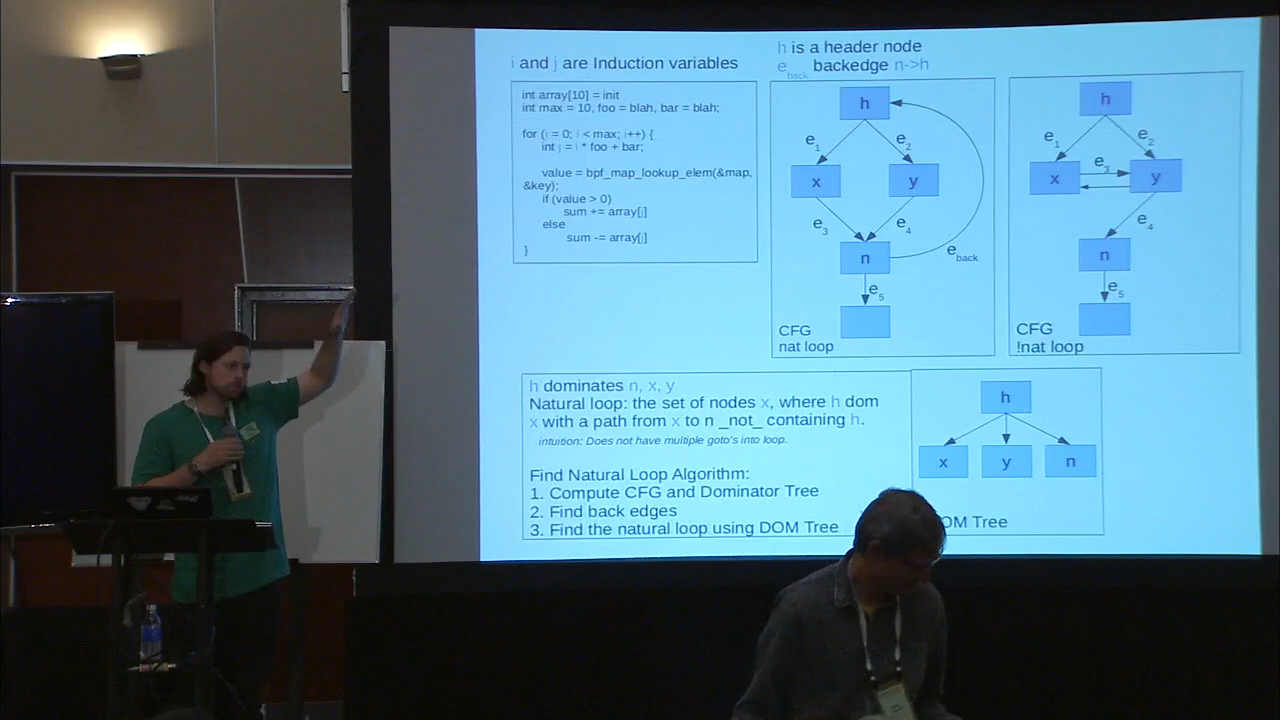 i and j are Induction variables
int array[10] = init
int max = 10, foo = blah, bar = blah;
for (i = 0; i < max; i++) {
int j = i * foo + bar;
value = bpf_map_lookup_elem(&map,
&key);
if (value > 0)
sum += array[j]
else
sum -= array[j]
}
h is a header node
e back backedge n->h
h
e1 e2
x y
e3 e4
n
eback
e5
CFG
nat loop
h
e1 e2
x e3 y
e4
n
e5
CFG
!nat loop
h dominates n, x, y
Natural loop: the set of nodes x, where h dom
x with a path from x to n _not_ containing h.
intuition: Does not have multiple goto's into loop.
Find Natural Loop Algorithm:
1. Compute CFG and Dominator Tree
2. Find back edges
3. Find the natural loop using DOM Tree
h
x y n
OM Tree